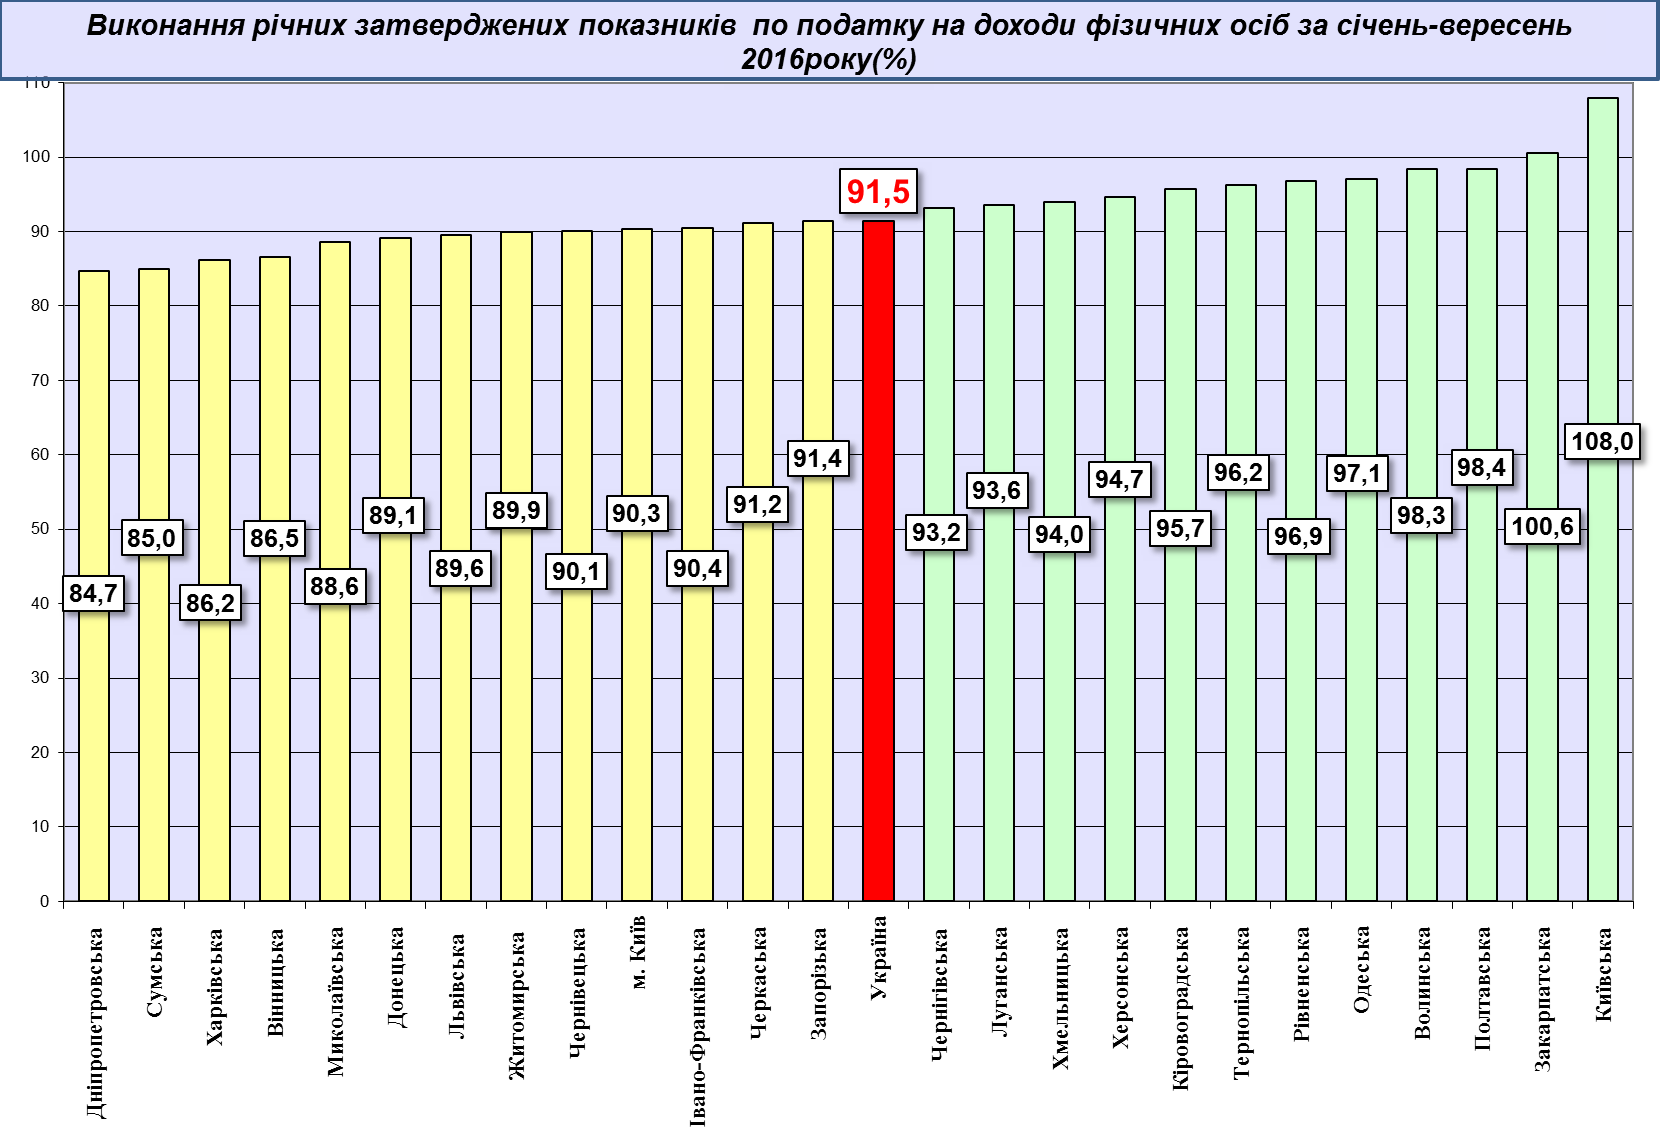 Виконання річних затверджених показників по податку на доходи фізичних осіб за січень-вересень
2016року(%)
110
100
90
80
70
60
50
40
30
20
10
0
84,7
85,0
86,2
86,5
88,6
89,1
89,6
89,9
90,1
90,3
90,4
91,2
91,4
91,5
93,2
93,6
94,0
94,7
95,7
96,2
96,9
97,1
98,3
98,4
100,6
108,0
Дніпропетровська
Сумська
Харківська
Вінницька
Миколаївська
Донецька
Львівська
Житомирська
Чернівецька
м. Київ
Івано-Франківська
Черкаська
Запорізька
Україна
Чернігівська
Луганська
Хмельницька
Херсонська
Кіровоградська
Тернопільська
Рівненська
Одеська
Волинська
Полтавська
Закарпатська
Київська